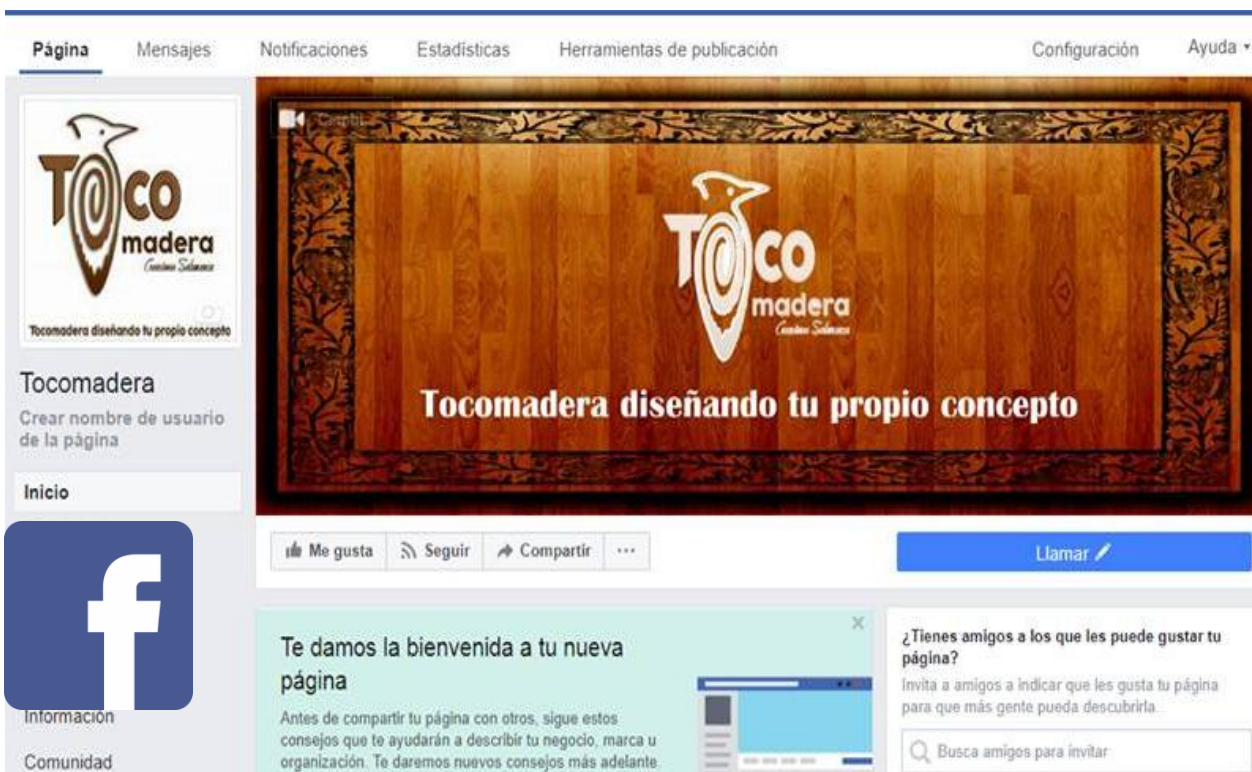 Página Mensajes Notificaciones Estadísticas Herramientas de publicación Configuración Ayuda
TOCO
madera
Tocomadera diseñando tu propio concepto
Tocomadera
Crear nombre de usuario
de la página
Inicio
Información
Comunidad
TOCO
madera
Tocomadera diseñando tu propio concepto
Me gusta Seguir Compartir ...
Llamar
Te damos la bienvenida a tu nueva
página
Antes de compartir tu página con otros, sigue estos
consejos que te ayudarán a describir tu negocio, marca u
organización. Te daremos nuevos consejos más adelante.
¿Tienes amigos a los que les puede gustar tu
página?
Invita a amigos a indicar que les gusta tu página
para que más gente pueda descubrirla.
Busca amigos para invitar